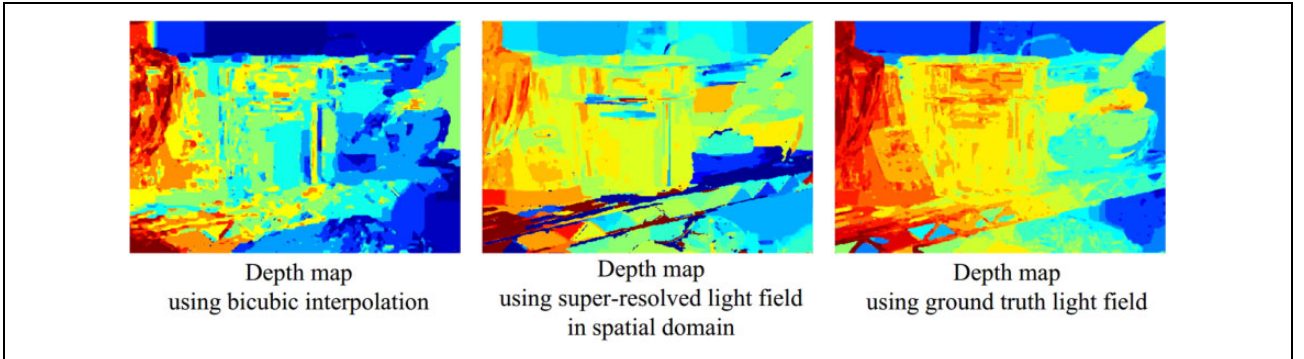 Depth map
using bicubic interpolation
Depth map
using super-resolved light field
in spatial domain
Depth map
using ground truth light field